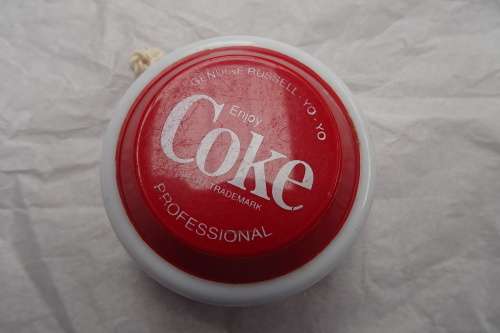 GENUINE RUSSELL YO-YO
Enjoy
Coke
TRADEMARK
PROFESSIONAL